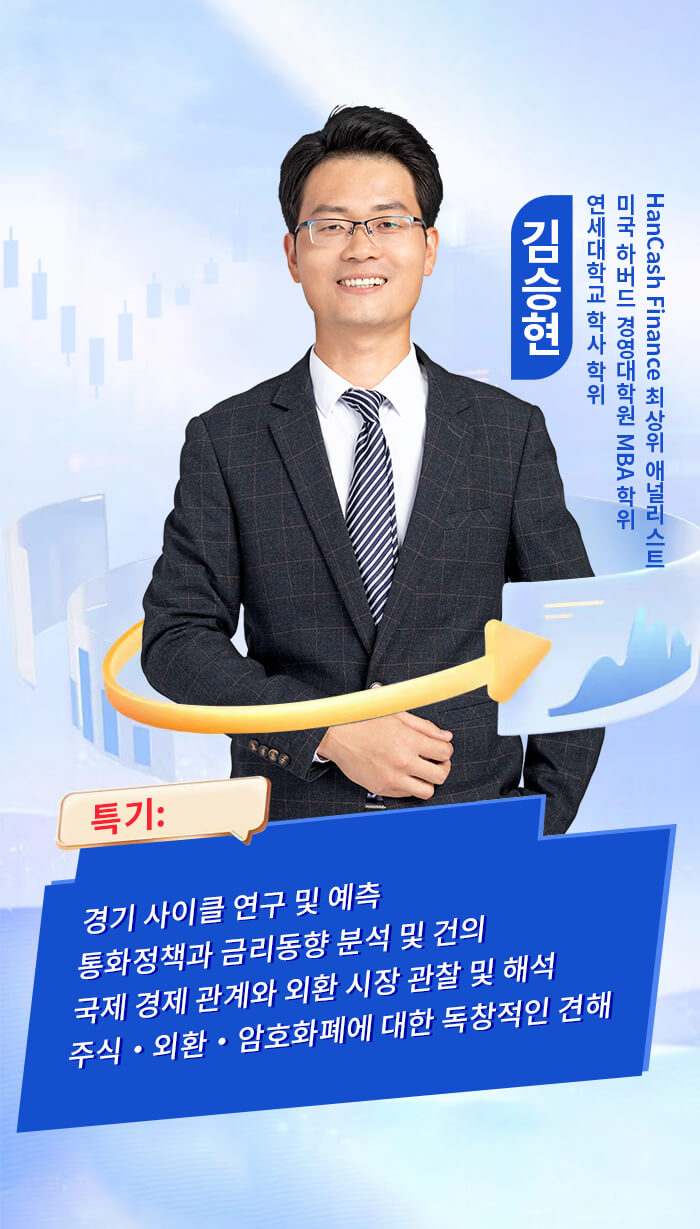 김승현
HanCash Finance 최상위 애널리스트
미국 하버드 경영대학원 MBA 학위
연세대학교 학사 학위
특기:
경기 사이클 연구 및 예측
통화정책과 금리동향 분석 및 건의
국제 경제 관계와 외환 시장 관찰 및 해석
주식・외환・암호화폐에 대한 독창적인 견해